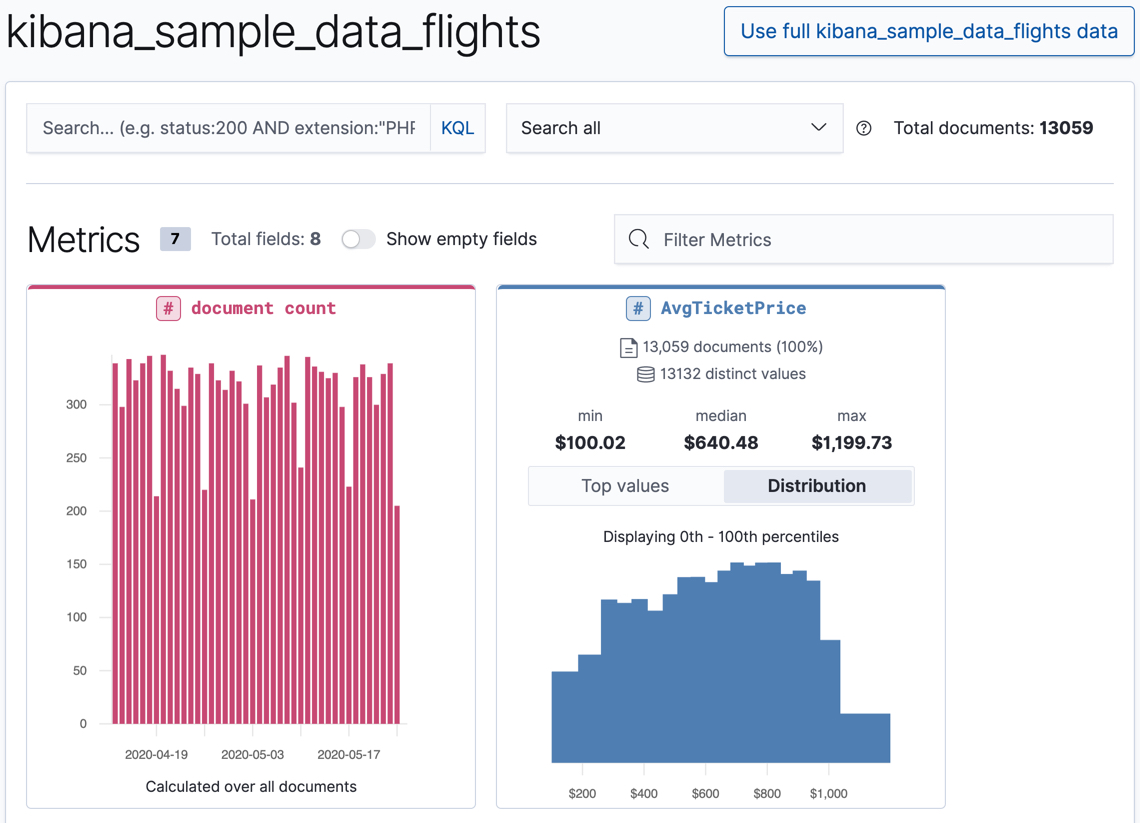 kibana_sample_data_flights
Use full kibana_sample_data_flights data
Search... (e.g. status:200 AND extension:"PHF
KQL
Search all
Total documents: 13059
Metrics 7 Total fields: 8 Show empty fields
Filter Metrics
# document count
300
250
200
150
100
50
0
2020-04-19 2020-05-03 2020-05-17
Calculated over all documents
# AvgTicketPrice
13,059 documents (100%)
13132 distinct values
min median max
$100.02 $640.48 $1,199.73
Top values Distribution
Displaying 0th - 100th percentiles
$200 $400 $600 $800 $1,000